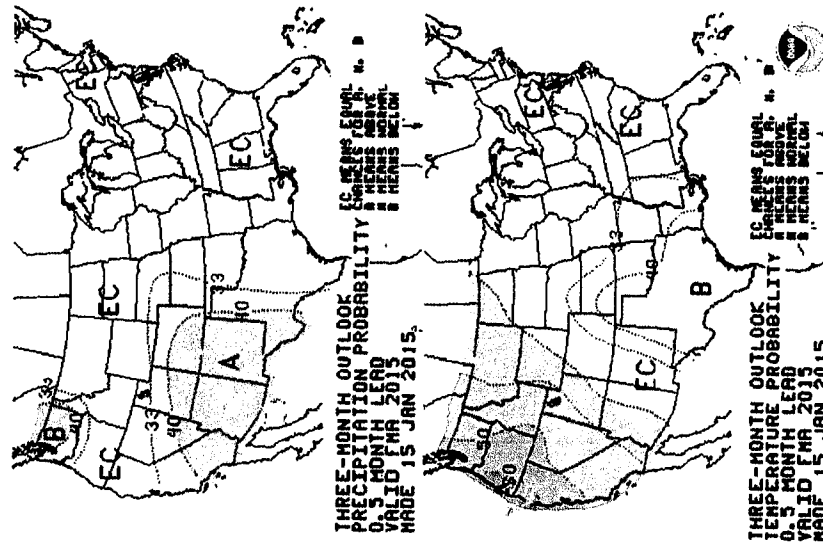 EC
EC
EC
EC
B
A
33
40
33
40
33
40
THREE-MONTH OUTLOOK
PRECIPITATION PROBABILITY
0.5 MONTH LEAD
VALID FMA 2015
MADE 15 JAN 2015
EC MEANS EQUAL
CHANCES FOR A, N, B
A MEANS ABOVE
N MEANS NORMAL
B MEANS BELOW
EC
EC
EC
B
50
50
33
40
THREE-MONTH OUTLOOK
TEMPERATURE PROBABILITY
0.5 MONTH LEAD
VALID FMA 2015
MADE 15 JAN 2015
EC MEANS EQUAL
CHANCES FOR A, N, B
A MEANS ABOVE
N MEANS NORMAL
B MEANS BELOW